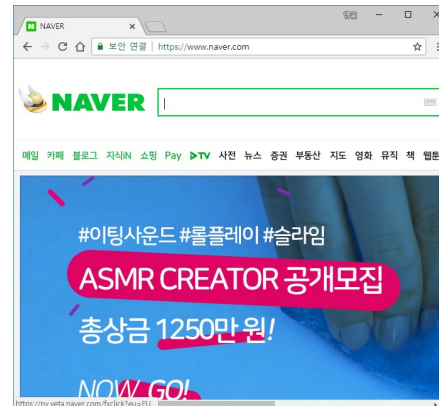 NAVER
보안 연결 | https://www.naver.com
NAVER
메일 카페 블로그 지식iN 쇼핑 Pay TV 사전 뉴스 증권 부동산 지도 영화 뮤직 책 웹툰
#이팅사운드 #롤플레이 #슬라임
ASMR CREATOR 공개모집
총상금 1250만 원!
NOW GO!
https://nv.veta.naver.com/fxclick?eu=EU